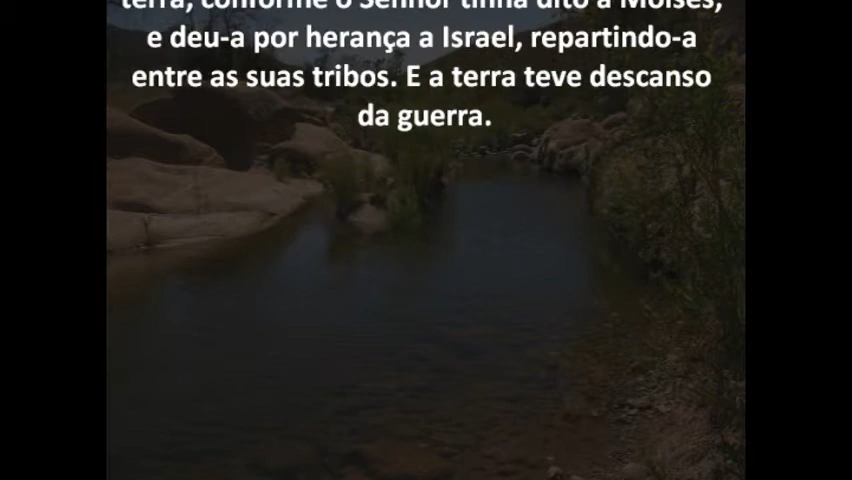 terra, conforme o Senhor tinha dito a Moisés,
e deu-a por herança a Israel, repartindo-a
entre as suas tribos. E a terra teve descanso
da guerra.